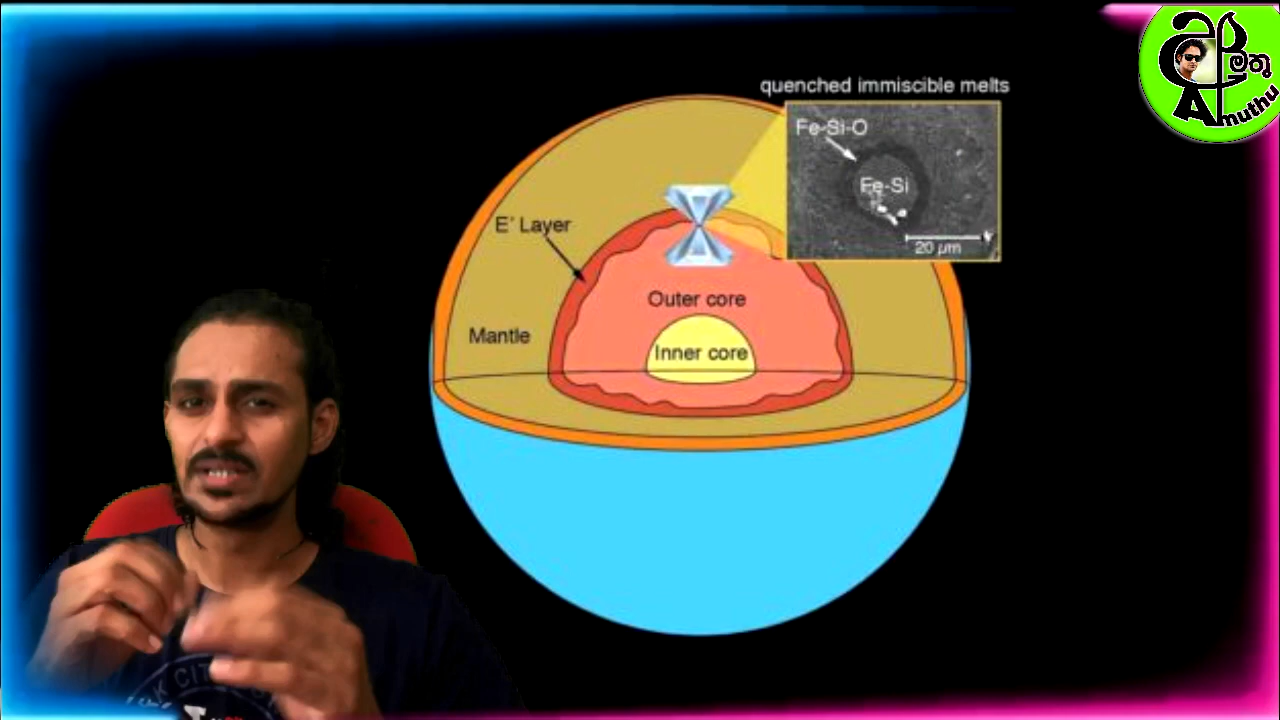 quenched immiscible melts
Fe-Si-O
Fe-Si
20 µm
E' Layer
Outer core
Mantle
Inner core
මුතු
Amuthu